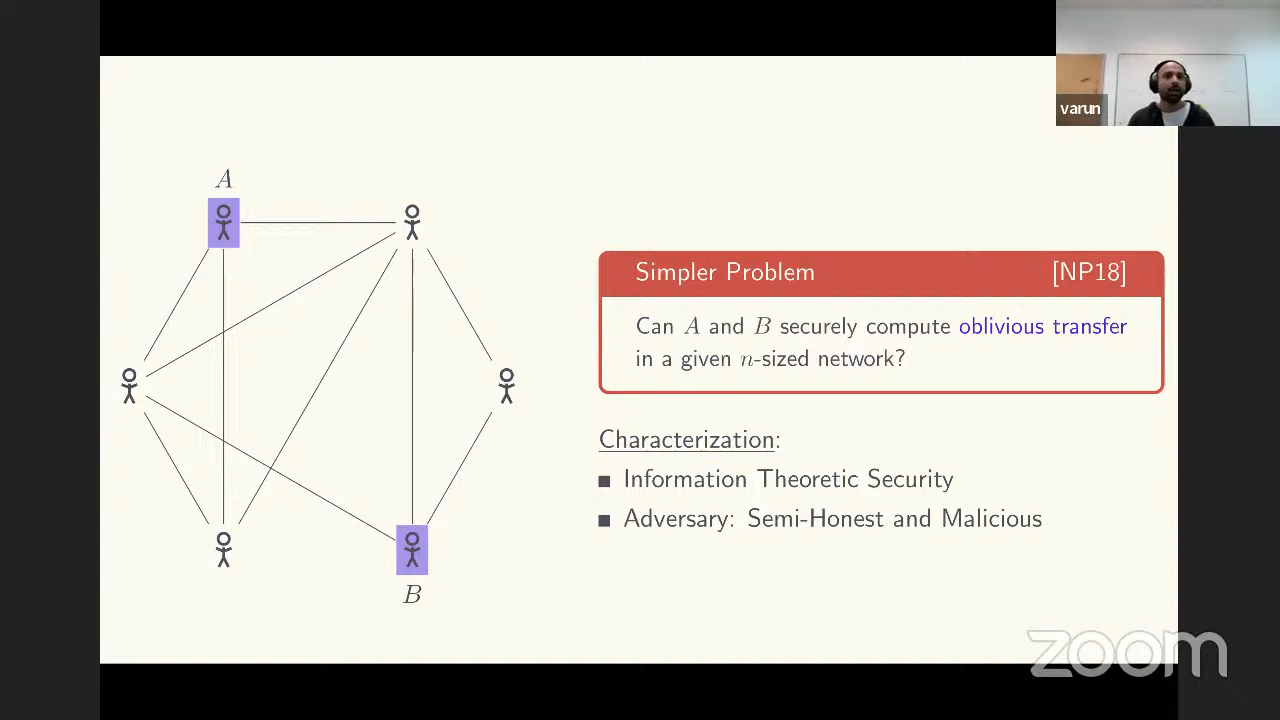 varun
A
Simpler Problem [NP18]
Can A and B securely compute oblivious transfer
in a given n-sized network?
Characterization:
■ Information Theoretic Security
■ Adversary: Semi-Honest and Malicious
B
zoom